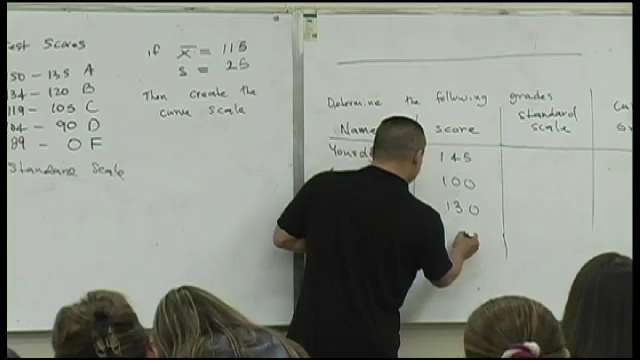 Test Scores
150 - 135 A
134 - 120 B
119 - 105 C
104 - 90 D
89 - 0 F
Standard Scale
if x̅ = 115
s = 25
Then create the
curve scale
Determine the following grades
Name score standard scale
145
100
130